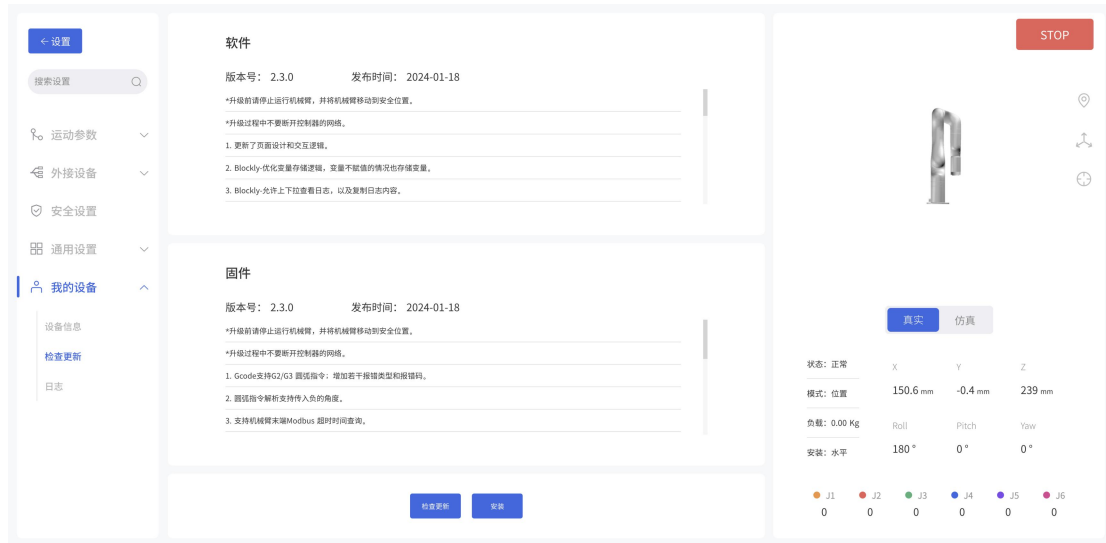 ←设置
搜索设置
运动参数
外接设备
安全设置
通用设置
我的设备
设备信息
检查更新
日志
软件
版本号： 2.3.0 发布时间： 2024-01-18
*升级前请停止运行机械臂，并将机械臂移动到安全位置。
*升级过程中不要断开控制器的网络。
1. 更新了页面设计和交互逻辑。
2. Blockly-优化变量存储逻辑，变量不赋值的情况也存储变量。
3. Blockly-允许上下拉查看日志，以及复制日志内容。
固件
版本号： 2.3.0 发布时间： 2024-01-18
*升级前请停止运行机械臂，并将机械臂移动到安全位置。
*升级过程中不要断开控制器的网络。
1. Gcode支持G2/G3 圆弧指令；增加若干报错类型和报错码。
2. 圆弧指令解析支持传入负的角度。
3. 支持机械臂末端Modbus 超时时间查询。
检查更新 安装
STOP
真实 仿真
状态：正常 X Y Z
模式：位置 150.6 mm -0.4 mm 239 mm
负载：0.00 Kg Roll Pitch Yaw
安装：水平 180 ° 0 ° 0 °
J1 J2 J3 J4 J5 J6
0 0 0 0 0 0